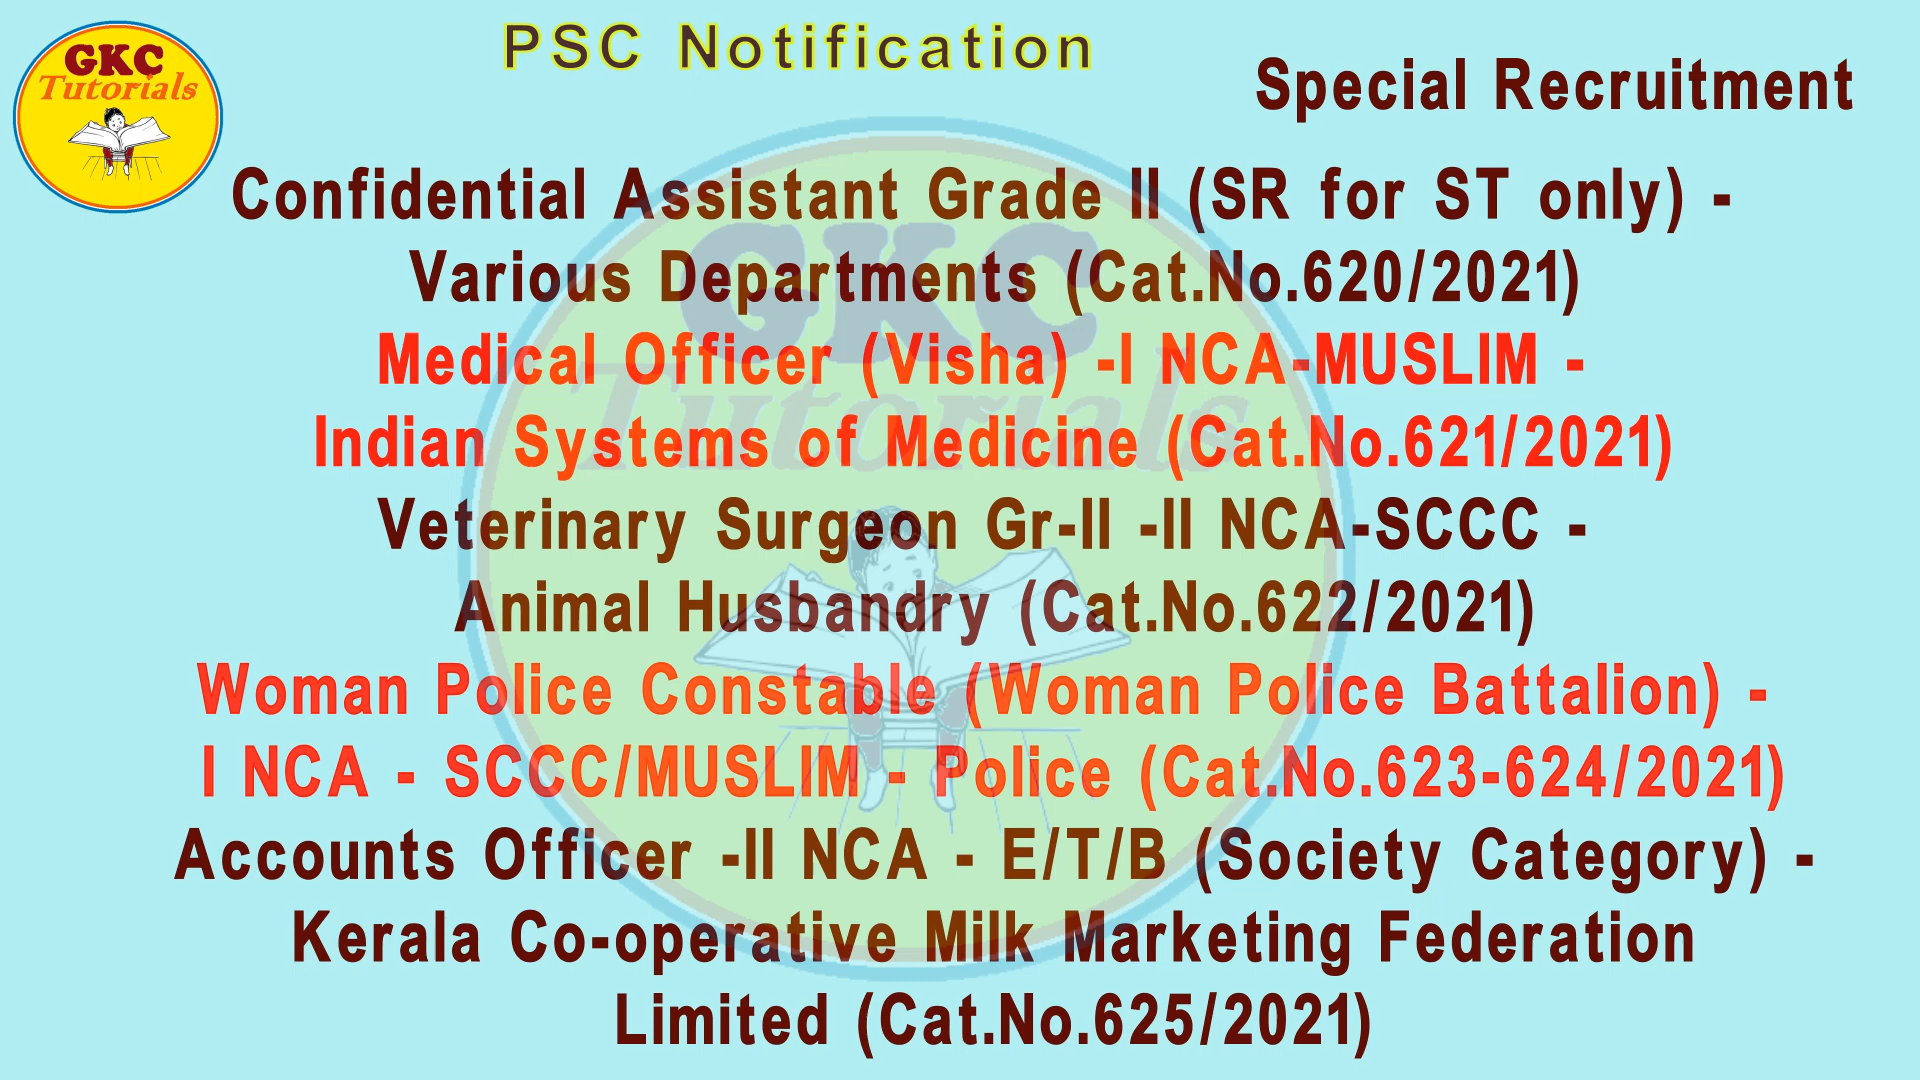 GKC
Tutorials
PSC Notification
Special Recruitment
Confidential Assistant Grade II (SR for ST only) -
Various Departments (Cat.No.620/2021)
Medical Officer (Visha) -I NCA-MUSLIM -
Indian Systems of Medicine (Cat.No.621/2021)
Veterinary Surgeon Gr-II -II NCA-SCCC -
Animal Husbandry (Cat.No.622/2021)
Woman Police Constable (Woman Police Battalion) -
I NCA - SCCC/MUSLIM - Police (Cat.No.623-624/2021)
Accounts Officer -II NCA - E/T/B (Society Category) -
Kerala Co-operative Milk Marketing Federation
Limited (Cat.No.625/2021)
GKC
Tutorials